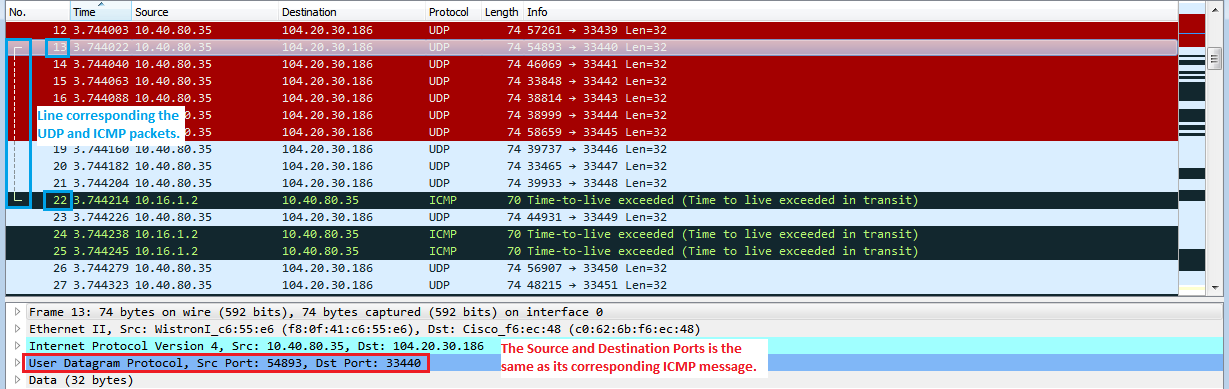 No. Time Source Destination Protocol Length Info
12 3.744003 10.40.80.35 104.20.30.186 UDP 74 57261 → 33439 Len=32
13 3.744022 10.40.80.35 104.20.30.186 UDP 74 54893 → 33440 Len=32
14 3.744040 10.40.80.35 104.20.30.186 UDP 74 46069 → 33441 Len=32
15 3.744063 10.40.80.35 104.20.30.186 UDP 74 33848 → 33442 Len=32
16 3.744088 10.40.80.35 104.20.30.186 UDP 74 38814 → 33443 Len=32
Line corresponding the
.40.80.35 104.20.30.186 UDP 74 38999 → 33444 Len=32
UDP and ICMP packets.
.40.80.35 104.20.30.186 UDP 74 58659 → 33445 Len=32
19 3.744160 10.40.80.35 104.20.30.186 UDP 74 39737 → 33446 Len=32
20 3.744182 10.40.80.35 104.20.30.186 UDP 74 33465 → 33447 Len=32
21 3.744204 10.40.80.35 104.20.30.186 UDP 74 39933 → 33448 Len=32
22 3.744214 10.16.1.2 10.40.80.35 ICMP 70 Time-to-live exceeded (Time to live exceeded in transit)
23 3.744226 10.40.80.35 104.20.30.186 UDP 74 44931 → 33449 Len=32
24 3.744238 10.16.1.2 10.40.80.35 ICMP 70 Time-to-live exceeded (Time to live exceeded in transit)
25 3.744245 10.16.1.2 10.40.80.35 ICMP 70 Time-to-live exceeded (Time to live exceeded in transit)
26 3.744279 10.40.80.35 104.20.30.186 UDP 74 56907 → 33450 Len=32
27 3.744323 10.40.80.35 104.20.30.186 UDP 74 48215 → 33451 Len=32
Frame 13: 74 bytes on wire (592 bits), 74 bytes captured (592 bits) on interface 0
Ethernet II, Src: WistronI_c6:55:e6 (f8:0f:41:c6:55:e6), Dst: Cisco_f6:ec:48 (c0:62:6b:f6:ec:48)
Internet Protocol Version 4, Src: 10.40.80.35, Dst: 104.20.30.186
User Datagram Protocol, Src Port: 54893, Dst Port: 33440
Data (32 bytes)
The Source and Destination Ports is the
same as its corresponding ICMP message.